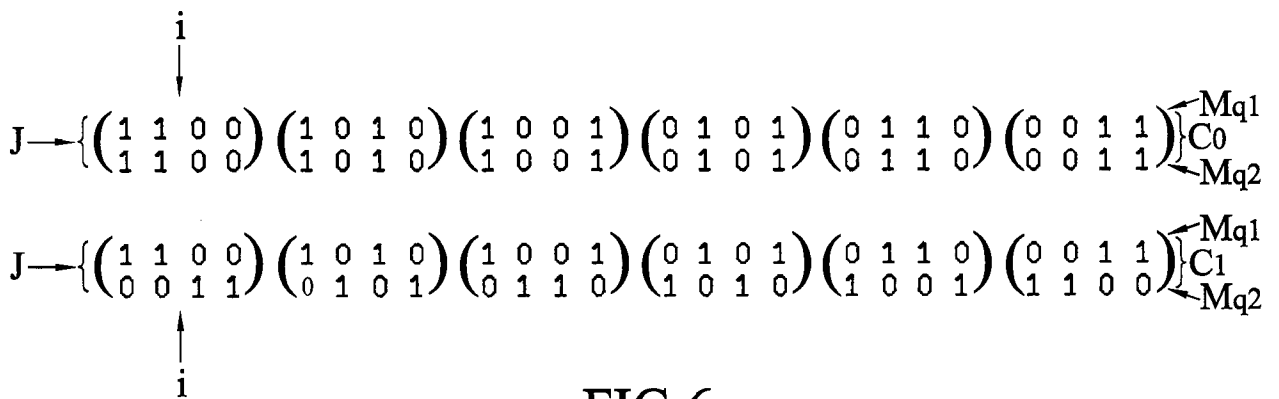 i
Mq1
J { ( 1 1 0 0 ) ( 1 0 1 0 ) ( 1 0 0 1 ) ( 0 1 0 1 ) ( 0 1 1 0 ) ( 0 0 1 1 ) } C0
( 1 1 0 0 ) ( 1 0 1 0 ) ( 1 0 0 1 ) ( 0 1 0 1 ) ( 0 1 1 0 ) ( 0 0 1 1 )
Mq2
Mq1
J { ( 1 1 0 0 ) ( 1 0 1 0 ) ( 1 0 0 1 ) ( 0 1 0 1 ) ( 0 1 1 0 ) ( 0 0 1 1 ) } C1
( 0 0 1 1 ) ( 0 1 0 1 ) ( 0 1 1 0 ) ( 1 0 1 0 ) ( 1 0 0 1 ) ( 1 1 0 0 )
Mq2
i